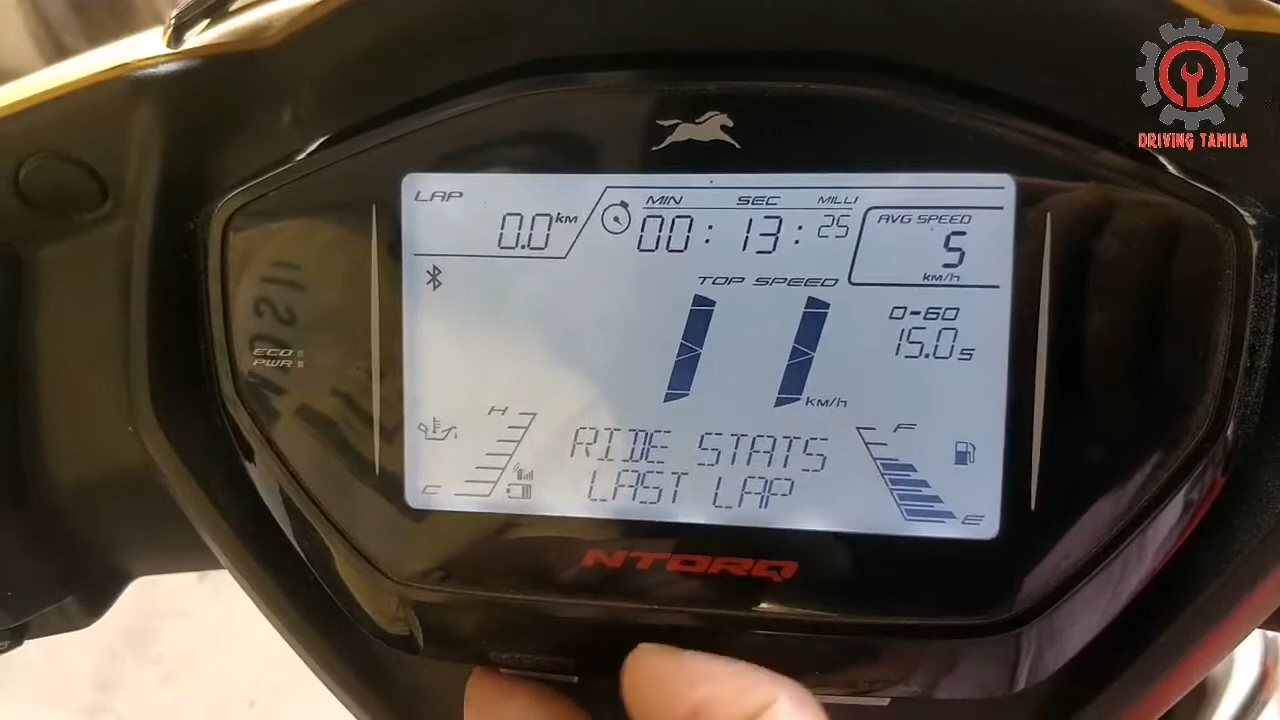 DRIVING TAMILA
LAP
0.0 km
MIN SEC MILLI
00 : 13 : 25
AVG SPEED
5
km/h
TOP SPEED
11 km/h
0-60
15.0 s
ECO
PWR
H
C
RIDE STATS
LAST LAP
F
E
NTORQ